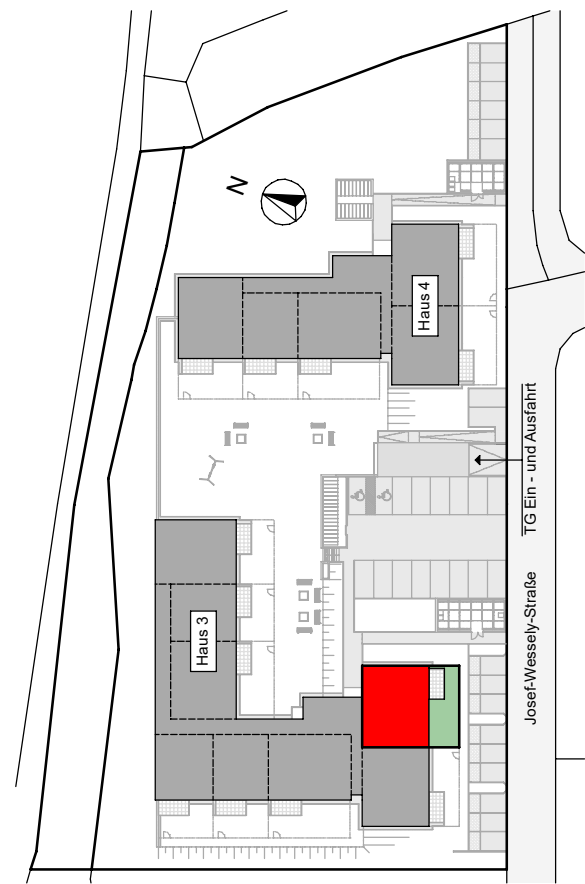 N
Haus 4
Haus 3
TG Ein - und Ausfahrt
Josef-Wessely-Straße